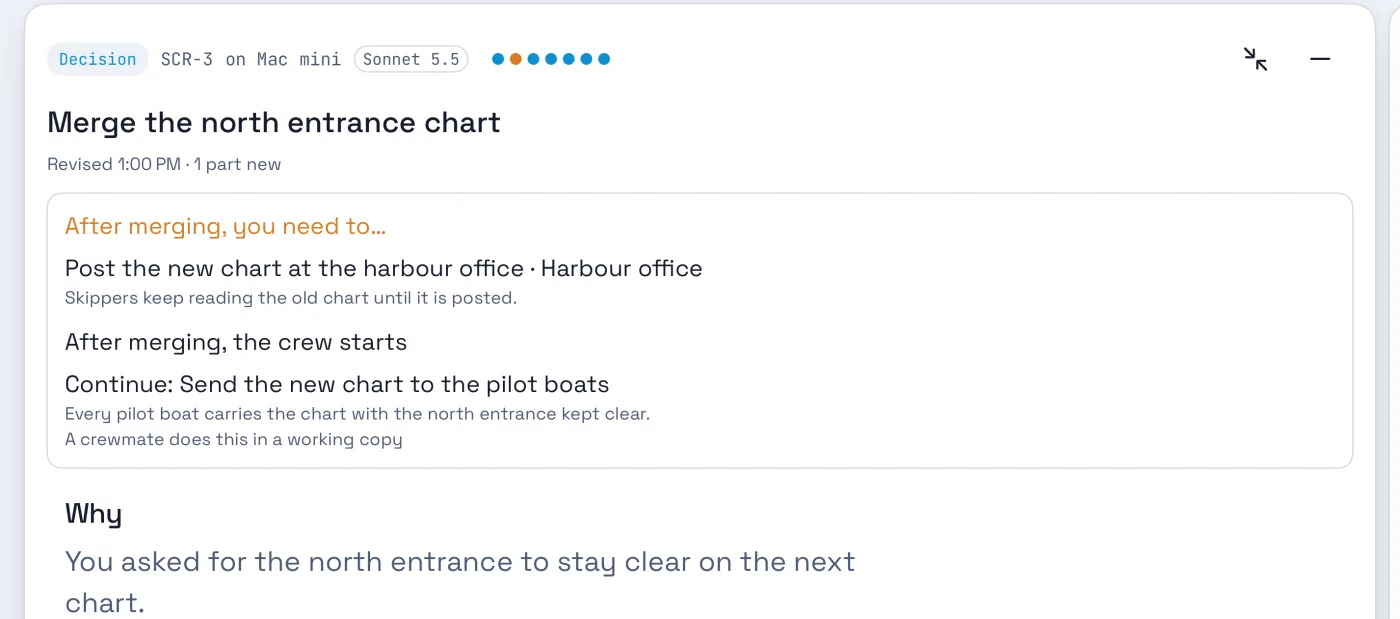 Decision SCR-3 on Mac mini Sonnet 5.5
Merge the north entrance chart
Revised 1:00 PM · 1 part new
After merging, you need to…
Post the new chart at the harbour office · Harbour office
Skippers keep reading the old chart until it is posted.
After merging, the crew starts
Continue: Send the new chart to the pilot boats
Every pilot boat carries the chart with the north entrance kept clear.
A crewmate does this in a working copy
Why
You asked for the north entrance to stay clear on the next
chart.